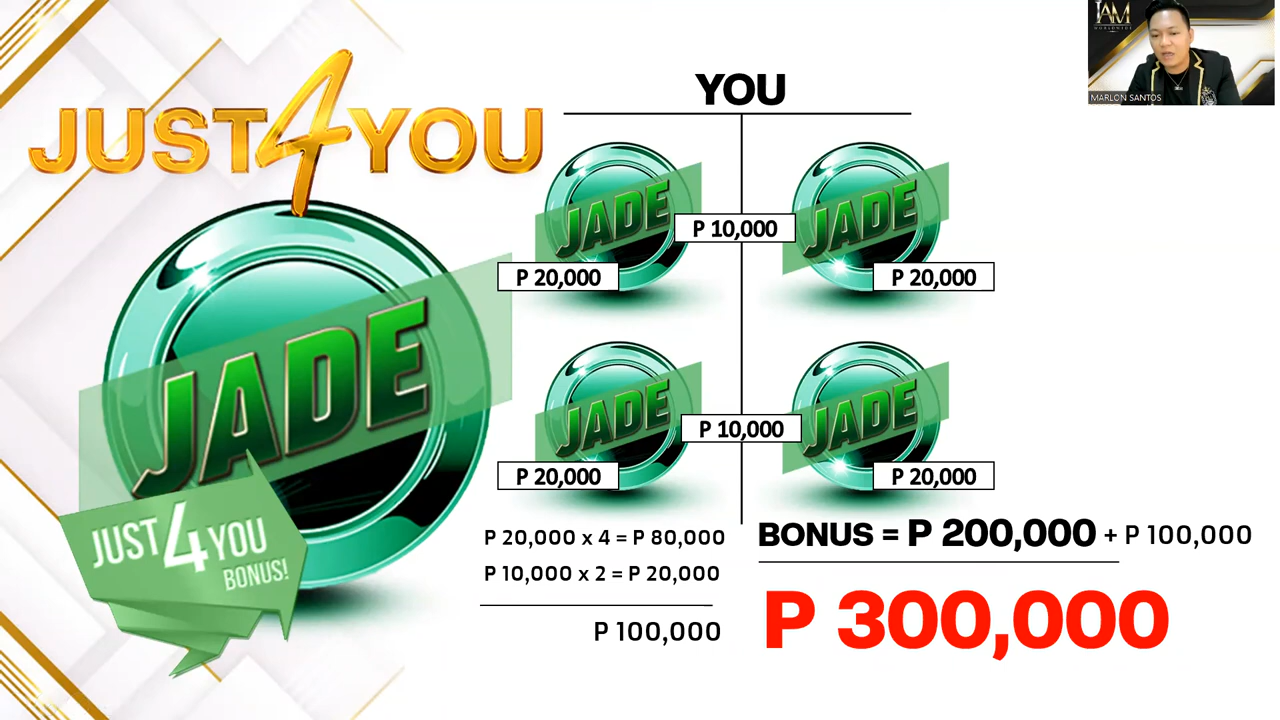 JUST4YOU
JADE
JUST 4 YOU
BONUS!
YOU
JADE
JADE
P 10,000
P 20,000
P 20,000
JADE
JADE
P 10,000
P 20,000
P 20,000
P 20,000 x 4 = P 80,000
P 10,000 x 2 = P 20,000
P 100,000
BONUS = P 200,000 + P 100,000
P 300,000
IAM
WORLDWIDE
MARLON SANTOS